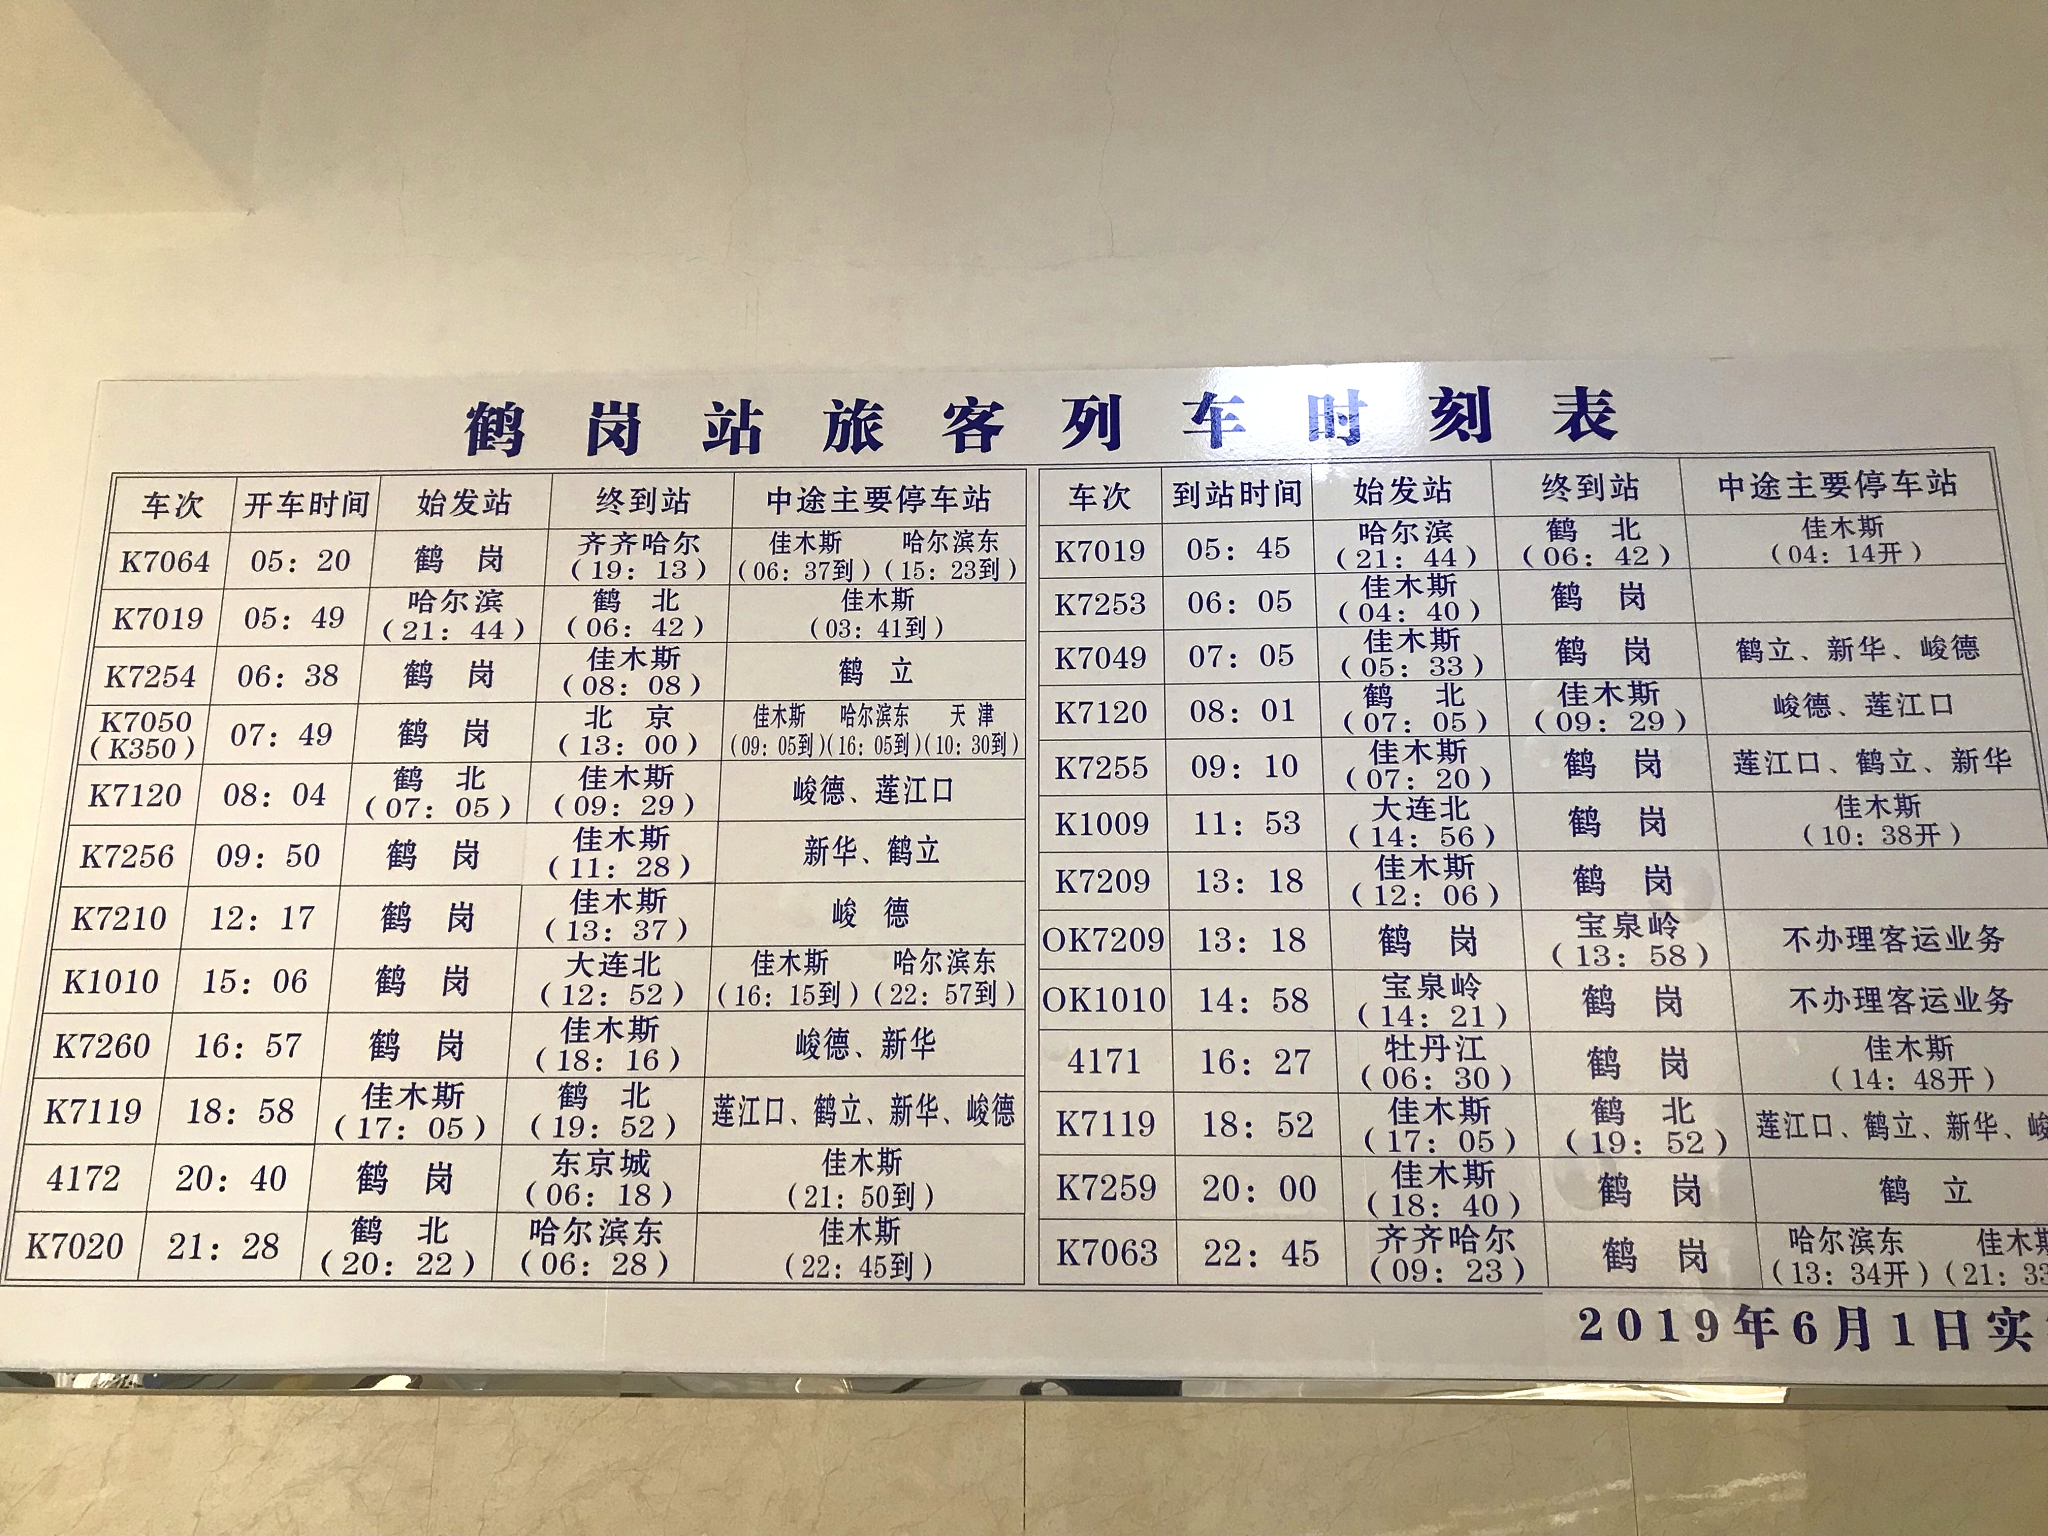 鹤岗站旅客列车时刻表
车次 开车时间 始发站 终到站 中途主要停车站
K7064 05：20 鹤 岗 齐齐哈尔（19：13） 佳木斯（06：37到） 哈尔滨东（15：23到）
K7019 05：49 哈尔滨（21：44） 鹤 北（06：42） 佳木斯（03：41到）
K7254 06：38 鹤 岗 佳木斯（08：08） 鹤 立
K7050（K350） 07：49 鹤 岗 北 京（13：00） 佳木斯（09：05到） 哈尔滨东（16：05到） 天 津（10：30到）
K7120 08：04 鹤 北（07：05） 佳木斯（09：29） 峻德、莲江口
K7256 09：50 鹤 岗 佳木斯（11：28） 新华、鹤立
K7210 12：17 鹤 岗 佳木斯（13：37） 峻 德
K1010 15：06 鹤 岗 大连北（12：52） 佳木斯（16：15到） 哈尔滨东（22：57到）
K7260 16：57 鹤 岗 佳木斯（18：16） 峻德、新华
K7119 18：58 佳木斯（17：05） 鹤 北（19：52） 莲江口、鹤立、新华、峻德
4172 20：40 鹤 岗 东京城（06：18） 佳木斯（21：50到）
K7020 21：28 鹤 北（20：22） 哈尔滨东（06：28） 佳木斯（22：45到）
车次 到站时间 始发站 终到站 中途主要停车站
K7019 05：45 哈尔滨（21：44） 鹤 北（06：42） 佳木斯（04：14开）
K7253 06：05 佳木斯（04：40） 鹤 岗
K7049 07：05 佳木斯（05：33） 鹤 岗 鹤立、新华、峻德
K7120 08：01 鹤 北（07：05） 佳木斯（09：29） 峻德、莲江口
K7255 09：10 佳木斯（07：20） 鹤 岗 莲江口、鹤立、新华
K1009 11：53 大连北（14：56） 鹤 岗 佳木斯（10：38开）
K7209 13：18 佳木斯（12：06） 鹤 岗
OK7209 13：18 鹤 岗 宝泉岭（13：58） 不办理客运业务
OK1010 14：58 宝泉岭（14：21） 鹤 岗 不办理客运业务
4171 16：27 牡丹江（06：30） 鹤 岗 佳木斯（14：48开）
K7119 18：52 佳木斯（17：05） 鹤 北（19：52） 莲江口、鹤立、新华、峻
K7259 20：00 佳木斯（18：40） 鹤 岗 鹤 立
K7063 22：45 齐齐哈尔（09：23） 鹤 岗 哈尔滨东（13：34开） 佳木斯（21：33
2019年6月1日实